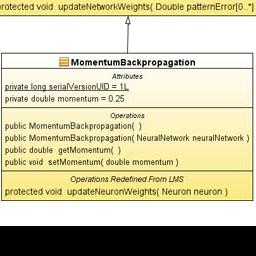 protected void updateNetworkWeights( Double patternError[0..*]
MomentumBackpropagation
Attributes
private long serialVersionUID = 1L
private double momentum = 0.25
Operations
public MomentumBackpropagation( )
public MomentumBackpropagation( NeuralNetwork neuralNetwork )
public double getMomentum( )
public void setMomentum( double momentum )
Operations Redefined From LMS
protected void updateNeuronWeights( Neuron neuron )